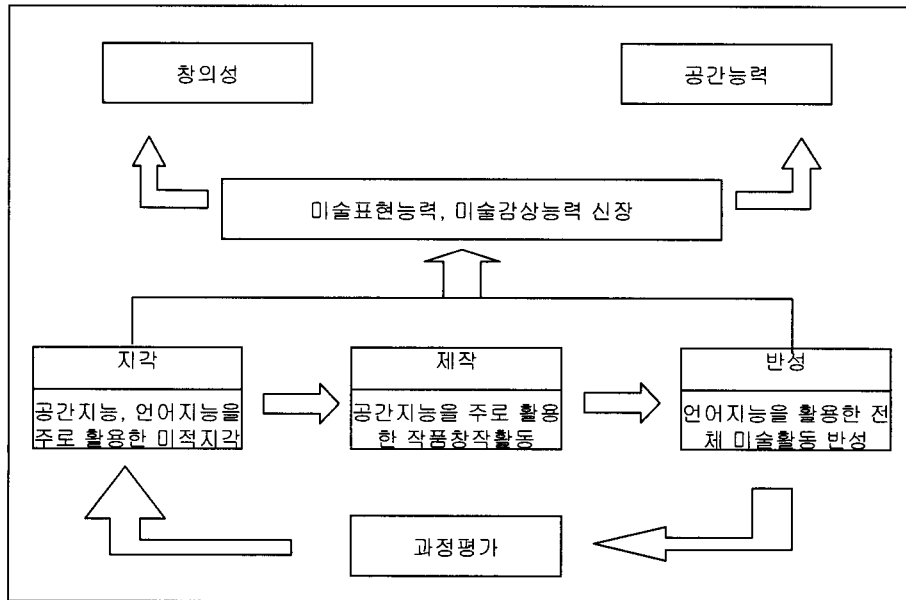 창의성
공간능력
미술표현능력, 미술감상능력 신장
지각
공간지능, 언어지능을
주로 활용한 미적지각
제작
공간지능을 주로 활용
한 작품창작활동
반성
언어지능을 활용한 전
체 미술활동 반성
과정평가